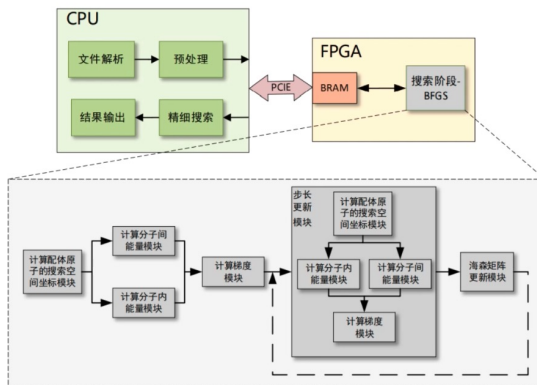 CPU
文件解析
预处理
结果输出
精细搜索
PCIE
FPGA
BRAM
搜索阶段-
BFGS
计算配体原
子的搜索空
间坐标模块
计算分子间
能量模块
计算分子内
能量模块
计算梯度
模块
步长
更新
模块
计算配体原
子的搜索空
间坐标模块
计算分子内
能量模块
计算分子间
能量模块
计算梯度
模块
海森矩阵
更新模块